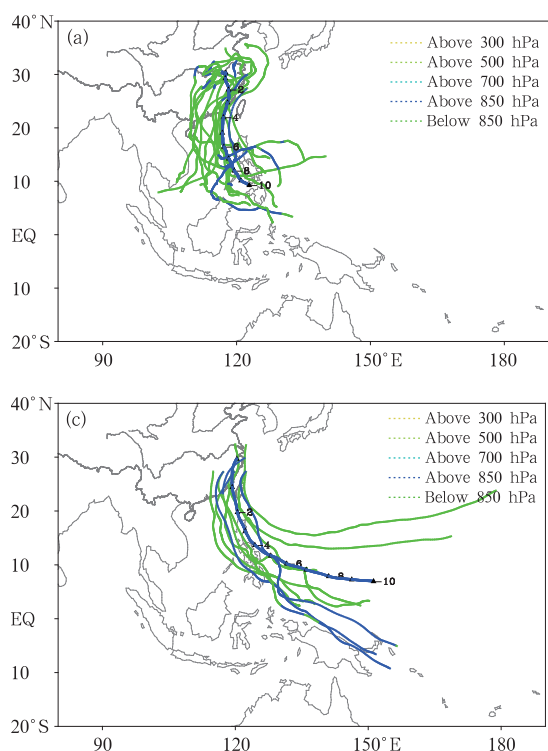 40°N
(a)
Above 300 hPa
Above 500 hPa
30
Above 700 hPa
-2
Above 850 hPa
-4
20
Below 850 hPa
-6
-8
10
-10
EQ
10
20°S
90
120
150°E
180
40°N
(c)
Above 300 hPa
Above 500 hPa
30
Above 700 hPa
Above 850 hPa
-2
20
Below 850 hPa
-4
-6
10
-8
-10
EQ
10
20°S
90
120
150°E
180